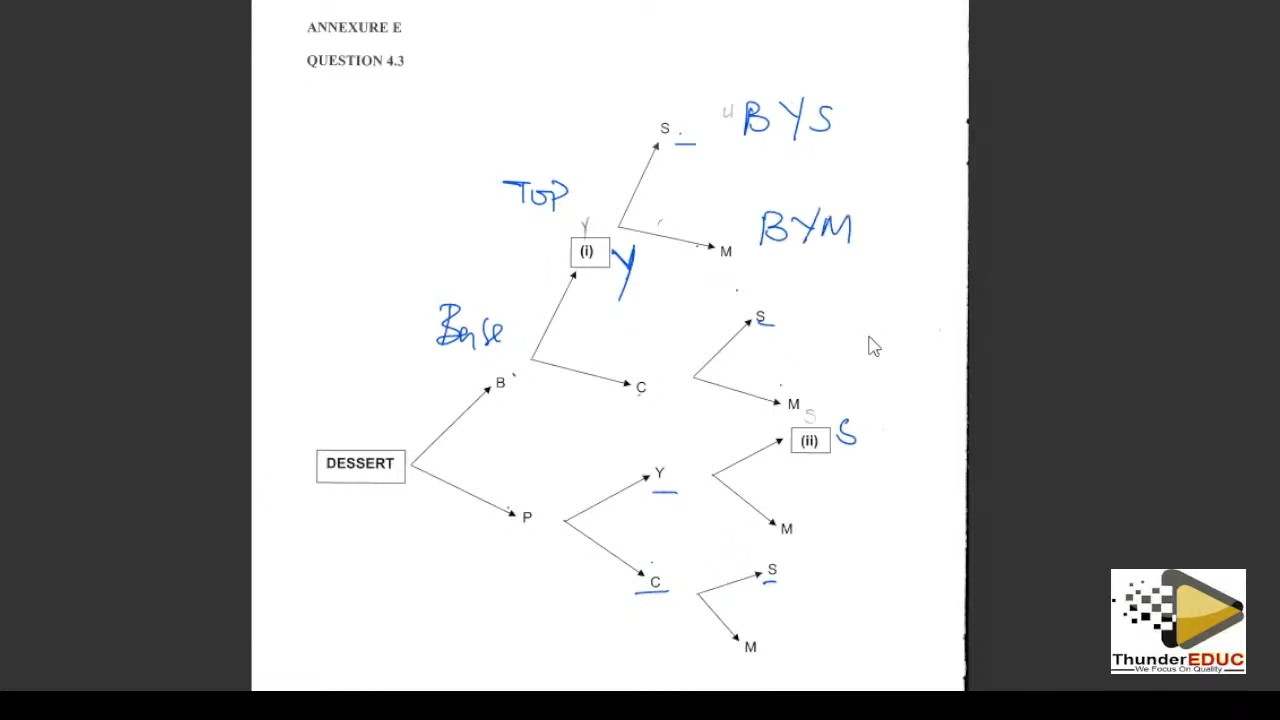 ANNEXURE E
QUESTION 4.3
S
BYS
TOP
Y
(i)
Y
M
BYM
Base
S
B
C
M
S
(ii)
S
DESSERT
Y
P
M
C
S
M
ThunderEDUC
We Focus On Quality